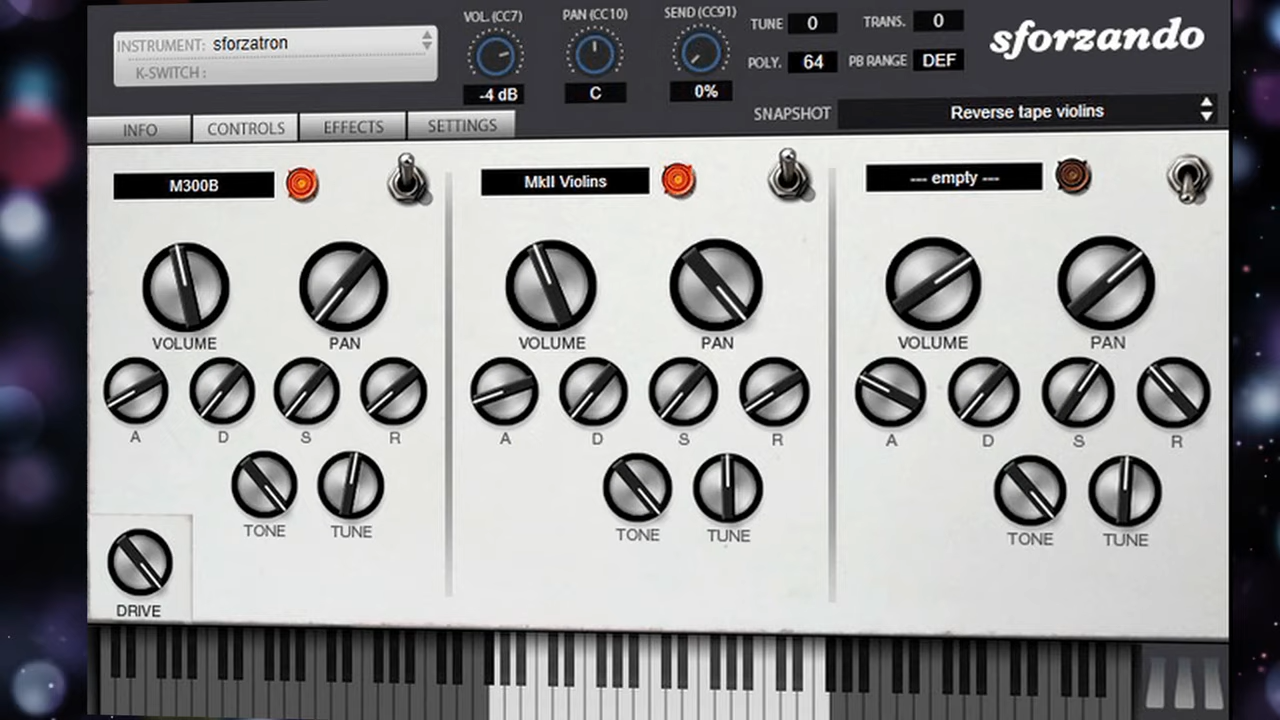 INSTRUMENT: sforzatron
K-SWITCH :
VOL. (CC7)
-4 dB
PAN (CC10)
C
SEND (CC91)
0%
TUNE 0
TRANS. 0
POLY. 64
PB RANGE DEF
sforzando
SNAPSHOT Reverse tape violins
INFO CONTROLS EFFECTS SETTINGS
M300B
VOLUME PAN
A D S R
TONE TUNE
DRIVE
MkII Violins
VOLUME PAN
A D S R
TONE TUNE
--- empty ---
VOLUME PAN
A D S R
TONE TUNE